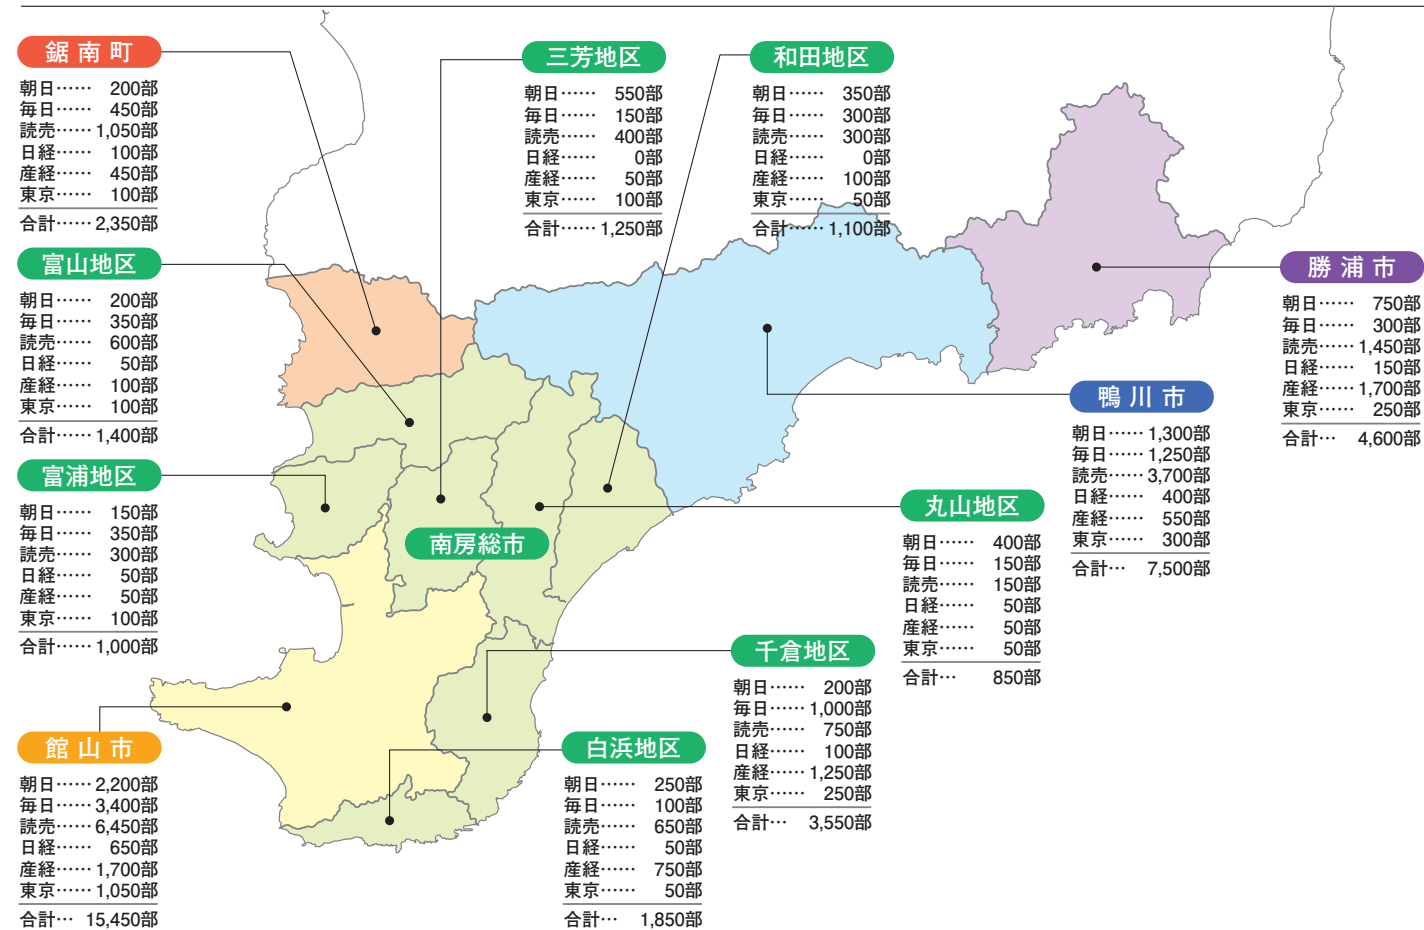 鋸南町
朝日……　200部
毎日……　450部
読売……1,050部
日経……　100部
産経……　450部
東京……　100部
合計……2,350部
富山地区
朝日……　200部
毎日……　350部
読売……　600部
日経……　50部
産経……　100部
東京……　100部
合計……1,400部
富浦地区
朝日……　150部
毎日……　350部
読売……　300部
日経……　50部
産経……　50部
東京……　100部
合計……1,000部
館山市
朝日……2,200部
毎日……3,400部
読売……6,450部
日経……　650部
産経……1,700部
東京……1,050部
合計…　15,450部
三芳地区
朝日……　550部
毎日……　150部
読売……　400部
日経……　0部
産経……　50部
東京……　100部
合計……1,250部
和田地区
朝日……　350部
毎日……　300部
読売……　300部
日経……　0部
産経……　100部
東京……　50部
合計……1,100部
南房総市
白浜地区
朝日……　250部
毎日……　100部
読売……　650部
日経……　50部
産経……　750部
東京……　50部
合計…　1,850部
千倉地区
朝日……　200部
毎日……1,000部
読売……　750部
日経……　100部
産経……1,250部
東京……　250部
合計…　3,550部
丸山地区
朝日……　400部
毎日……　150部
読売……　150部
日経……　50部
産経……　50部
東京……　50部
合計…　850部
鴨川市
朝日……1,300部
毎日……1,250部
読売……3,700部
日経……　400部
産経……　550部
東京……　300部
合計…　7,500部
勝浦市
朝日……　750部
毎日……　300部
読売……1,450部
日経……　150部
産経……1,700部
東京……　250部
合計…　4,600部